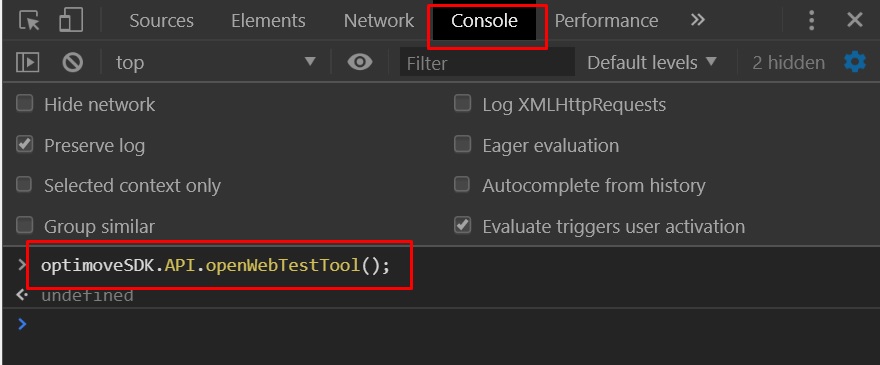 Sources Elements Network Console Performance »
top Filter Default levels 2 hidden
Hide network Log XMLHttpRequests
Preserve log Eager evaluation
Selected context only Autocomplete from history
Group similar Evaluate triggers user activation
> optimoveSDK.API.openWebTestTool();
undefined
>